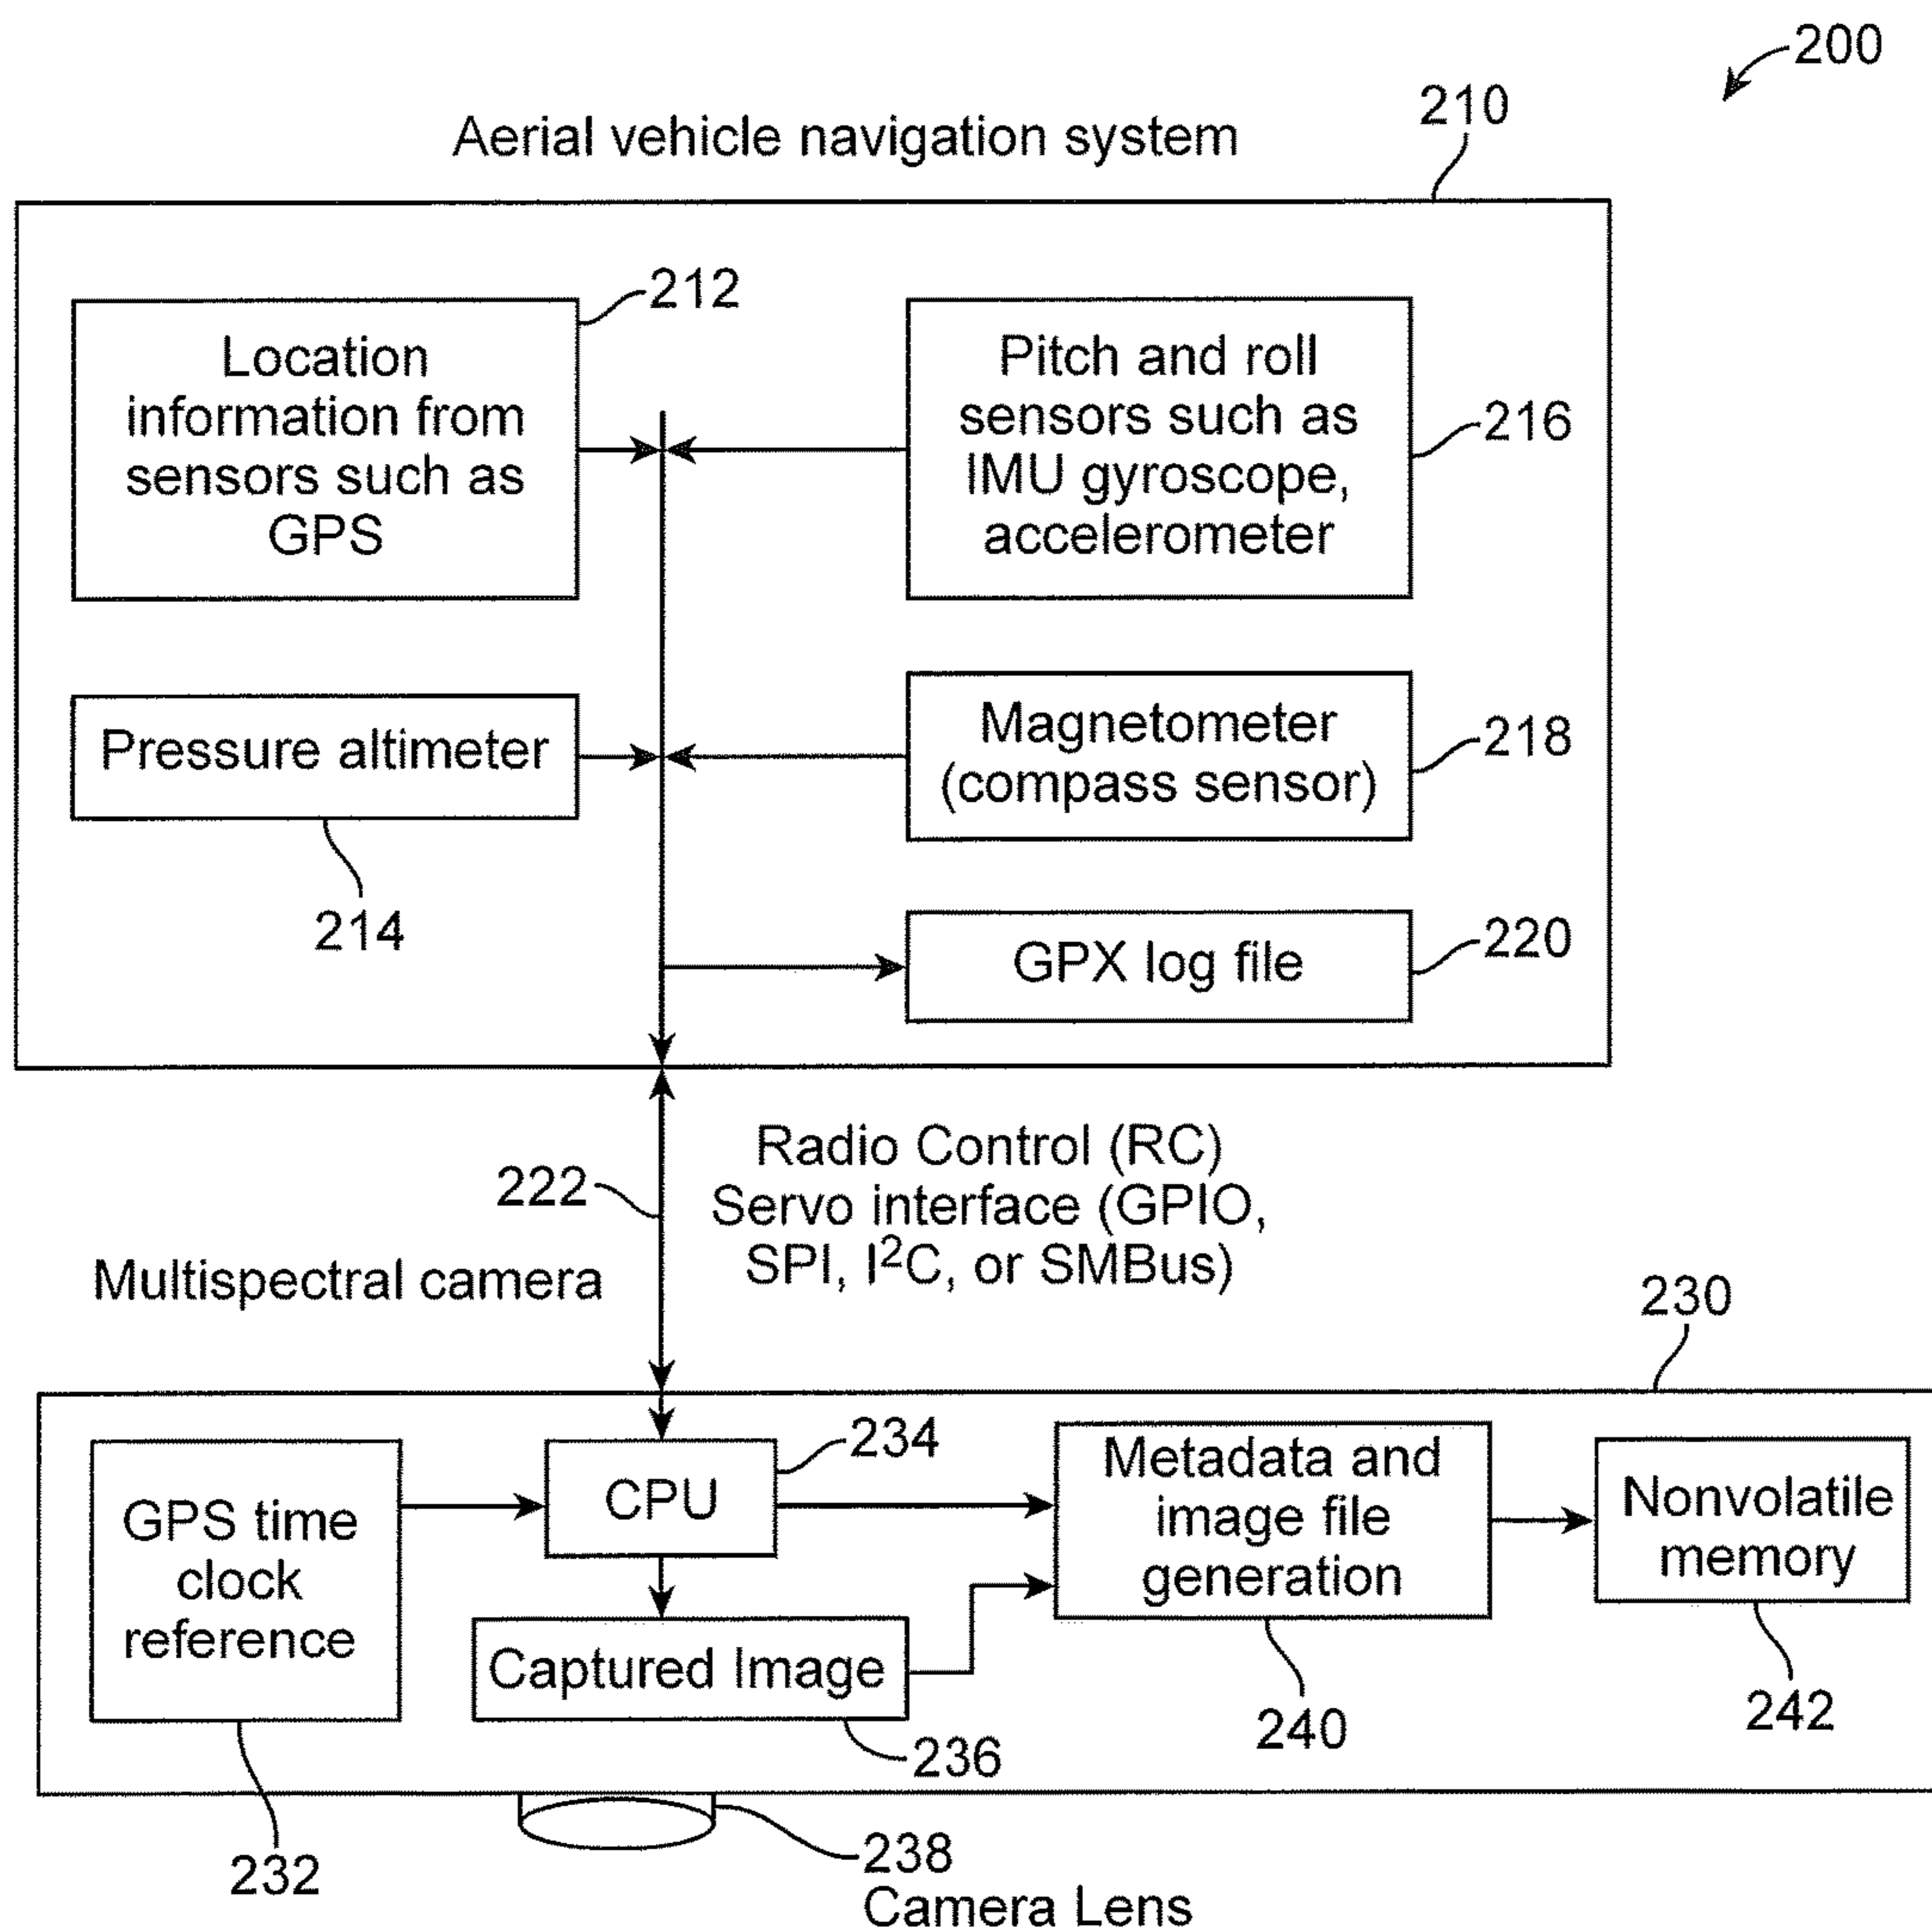 200
210
Aerial vehicle navigation system
212
Location
information from
sensors such as
GPS
Pitch and roll
sensors such as
IMU gyroscope,
accelerometer
216
Pressure altimeter
214
Magnetometer
(compass sensor)
218
GPX log file
220
222
Radio Control (RC)
Servo interface (GPIO,
SPI, I²C, or SMBus)
Multispectral camera
230
GPS time
clock
reference
232
CPU
234
Captured Image
236
Metadata and
image file
generation
240
Nonvolatile
memory
242
238
Camera Lens